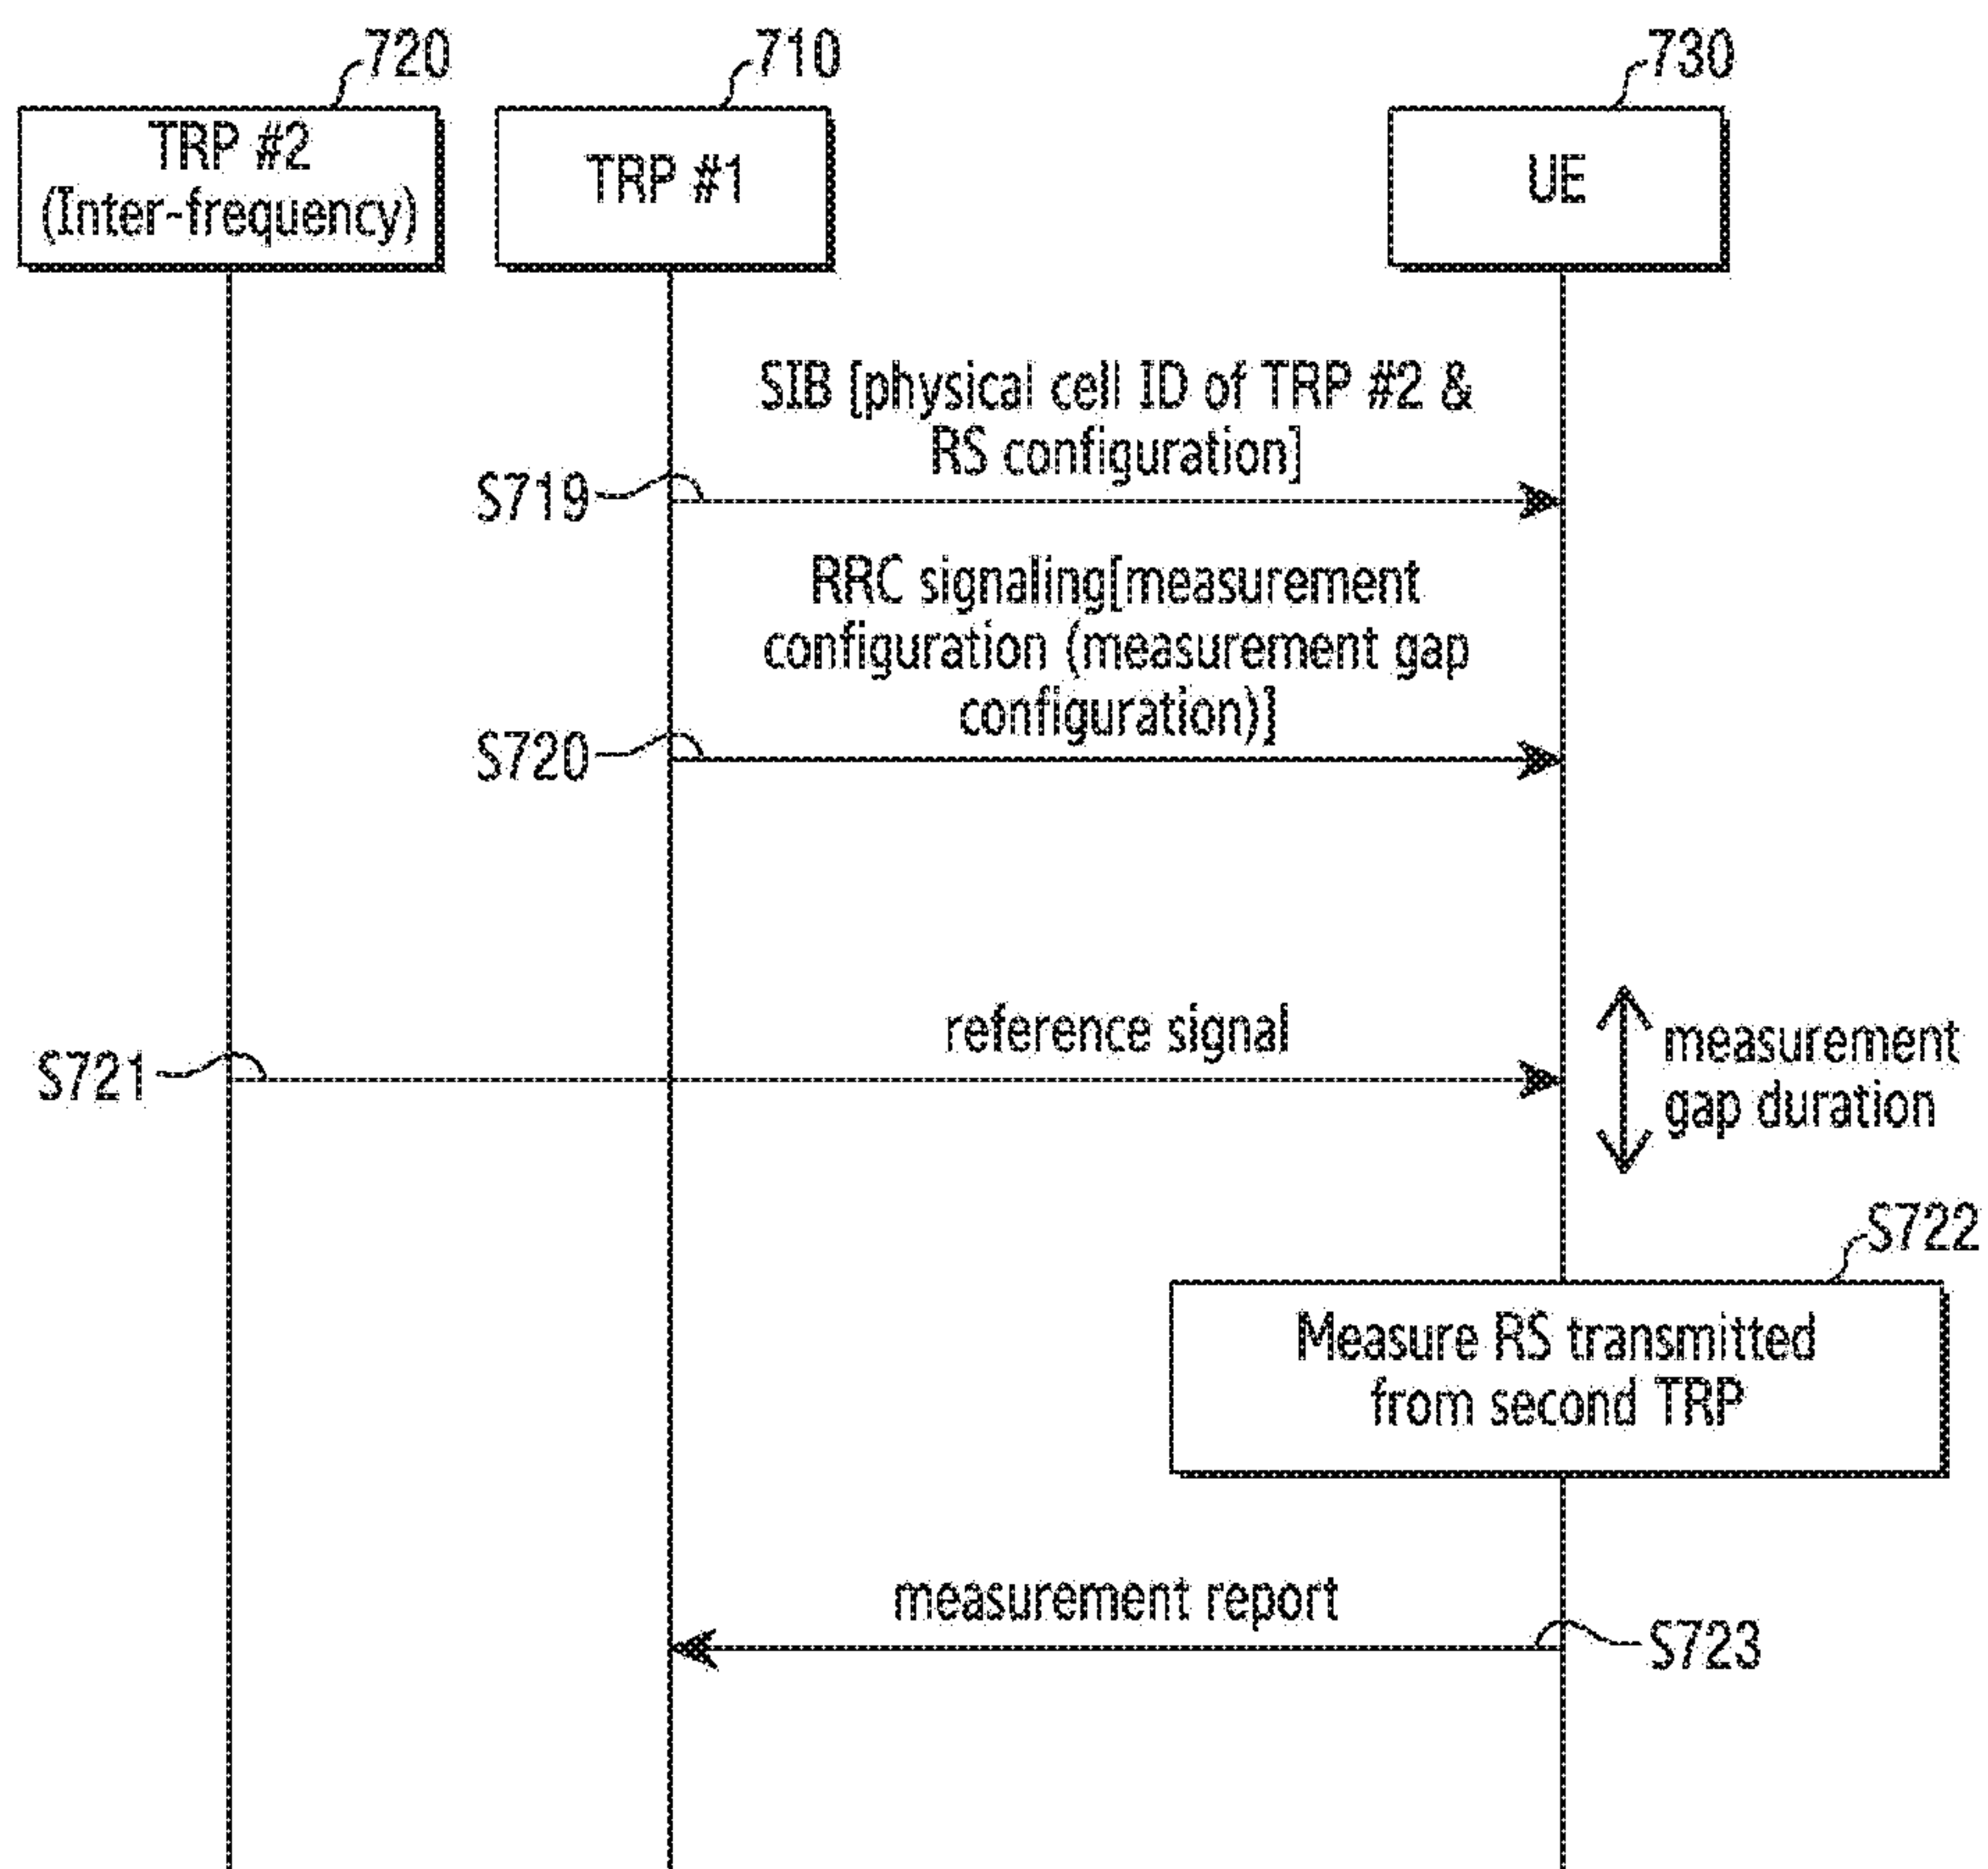 720
710
730
TRP #2
(Inter-frequency)
TRP #1
UE
SIB [physical cell ID of TRP #2 &
RS configuration]
S719
RRC signaling[measurement
configuration (measurement gap
configuration)]
S720
reference signal
S721
measurement
gap duration
S722
Measure RS transmitted
from second TRP
measurement report
S723